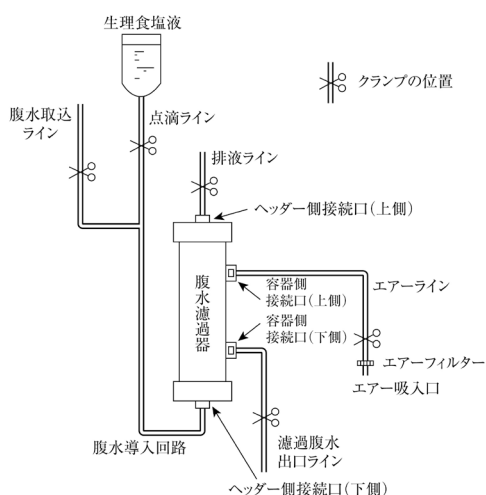 生理食塩液
クランプの位置
腹水取込
ライン
点滴ライン
排液ライン
ヘッダー側接続口(上側)
容器側
接続口(上側)
エアーライン
腹水濾過器
容器側
接続口(下側)
エアーフィルター
エアー吸入口
腹水導入回路
濾過腹水
出口ライン
ヘッダー側接続口(下側)